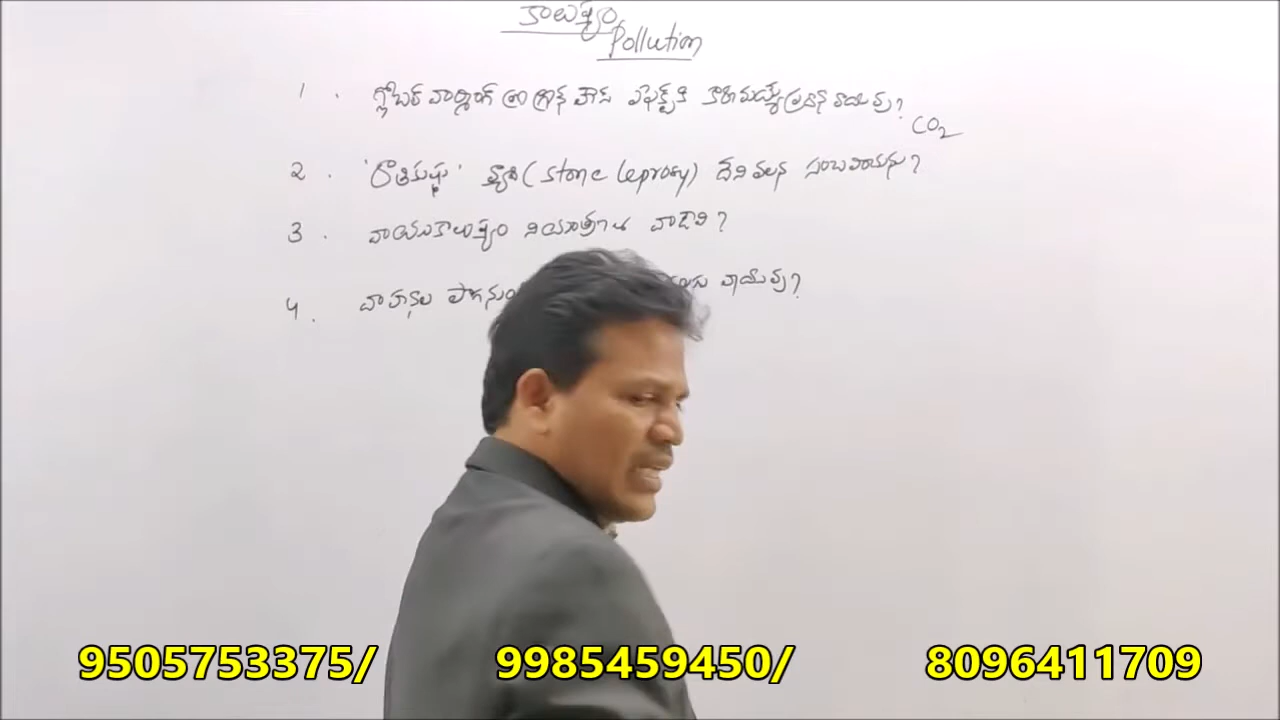 కాలుష్యం
Pollution
1. గ్లోబల్ వార్మింగ్ గ్రీన్ హౌస్ ఎఫెక్ట్ కి కారణమయ్యే ప్రధాన వాయువు?
CO2
2. 'రాతికుష్ఠు' వ్యాధి (Stone leprosy) దేని వలన సంభవించును?
3. వాయుకాలుష్యం నియంత్రణ
4. వాహనాల పొగనుం వాయువు?
9505753375/ 9985459450/ 8096411709